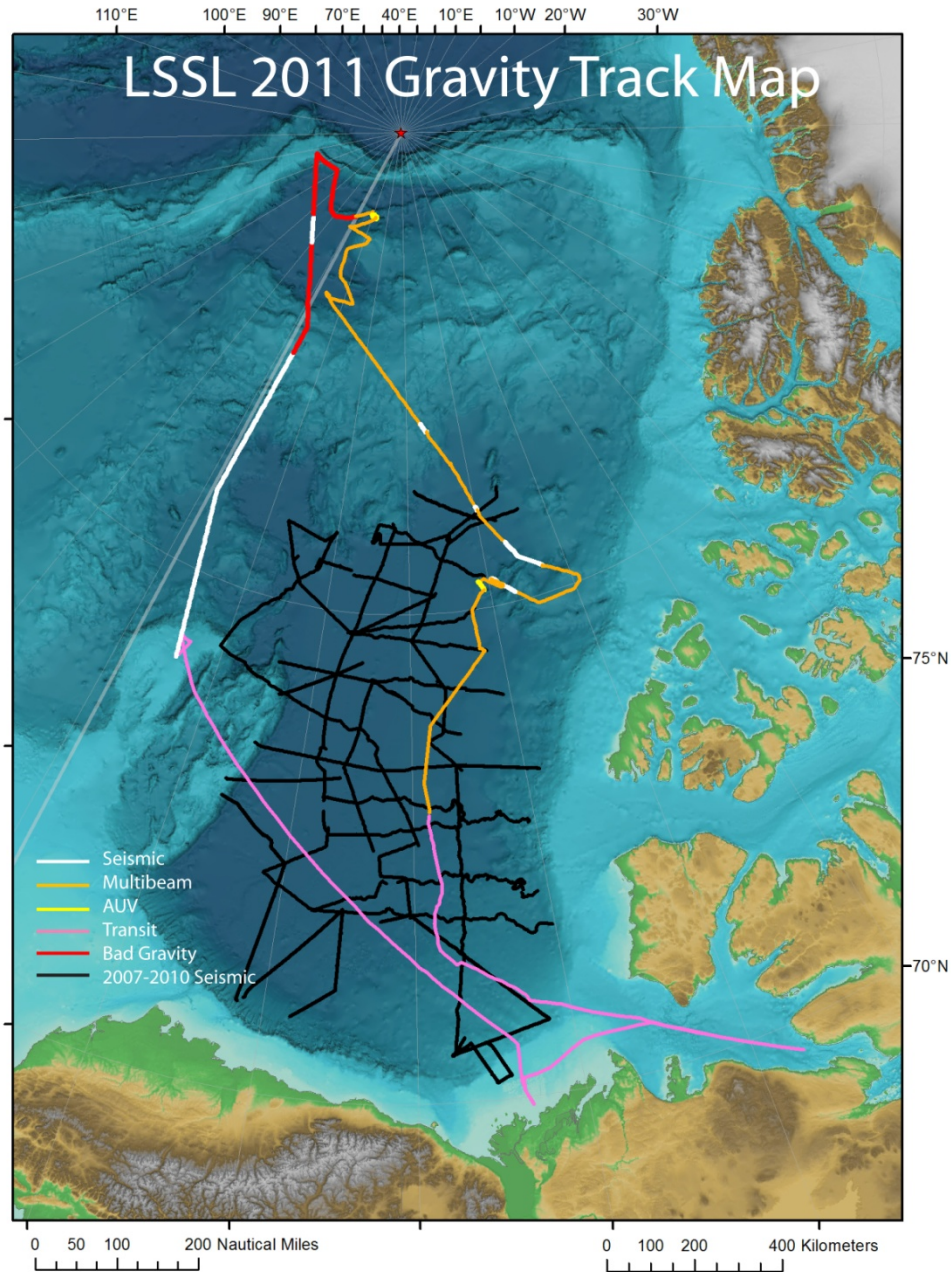 110°E 100°E 90°E 70°E 40°E 10°E 10°W 20°W 30°W
LSSL 2011 Gravity Track Map
75°N
Seismic
Multibeam
AUV
Transit
Bad Gravity
2007-2010 Seismic
70°N
0 50 100 200 Nautical Miles
0 100 200 400 Kilometers